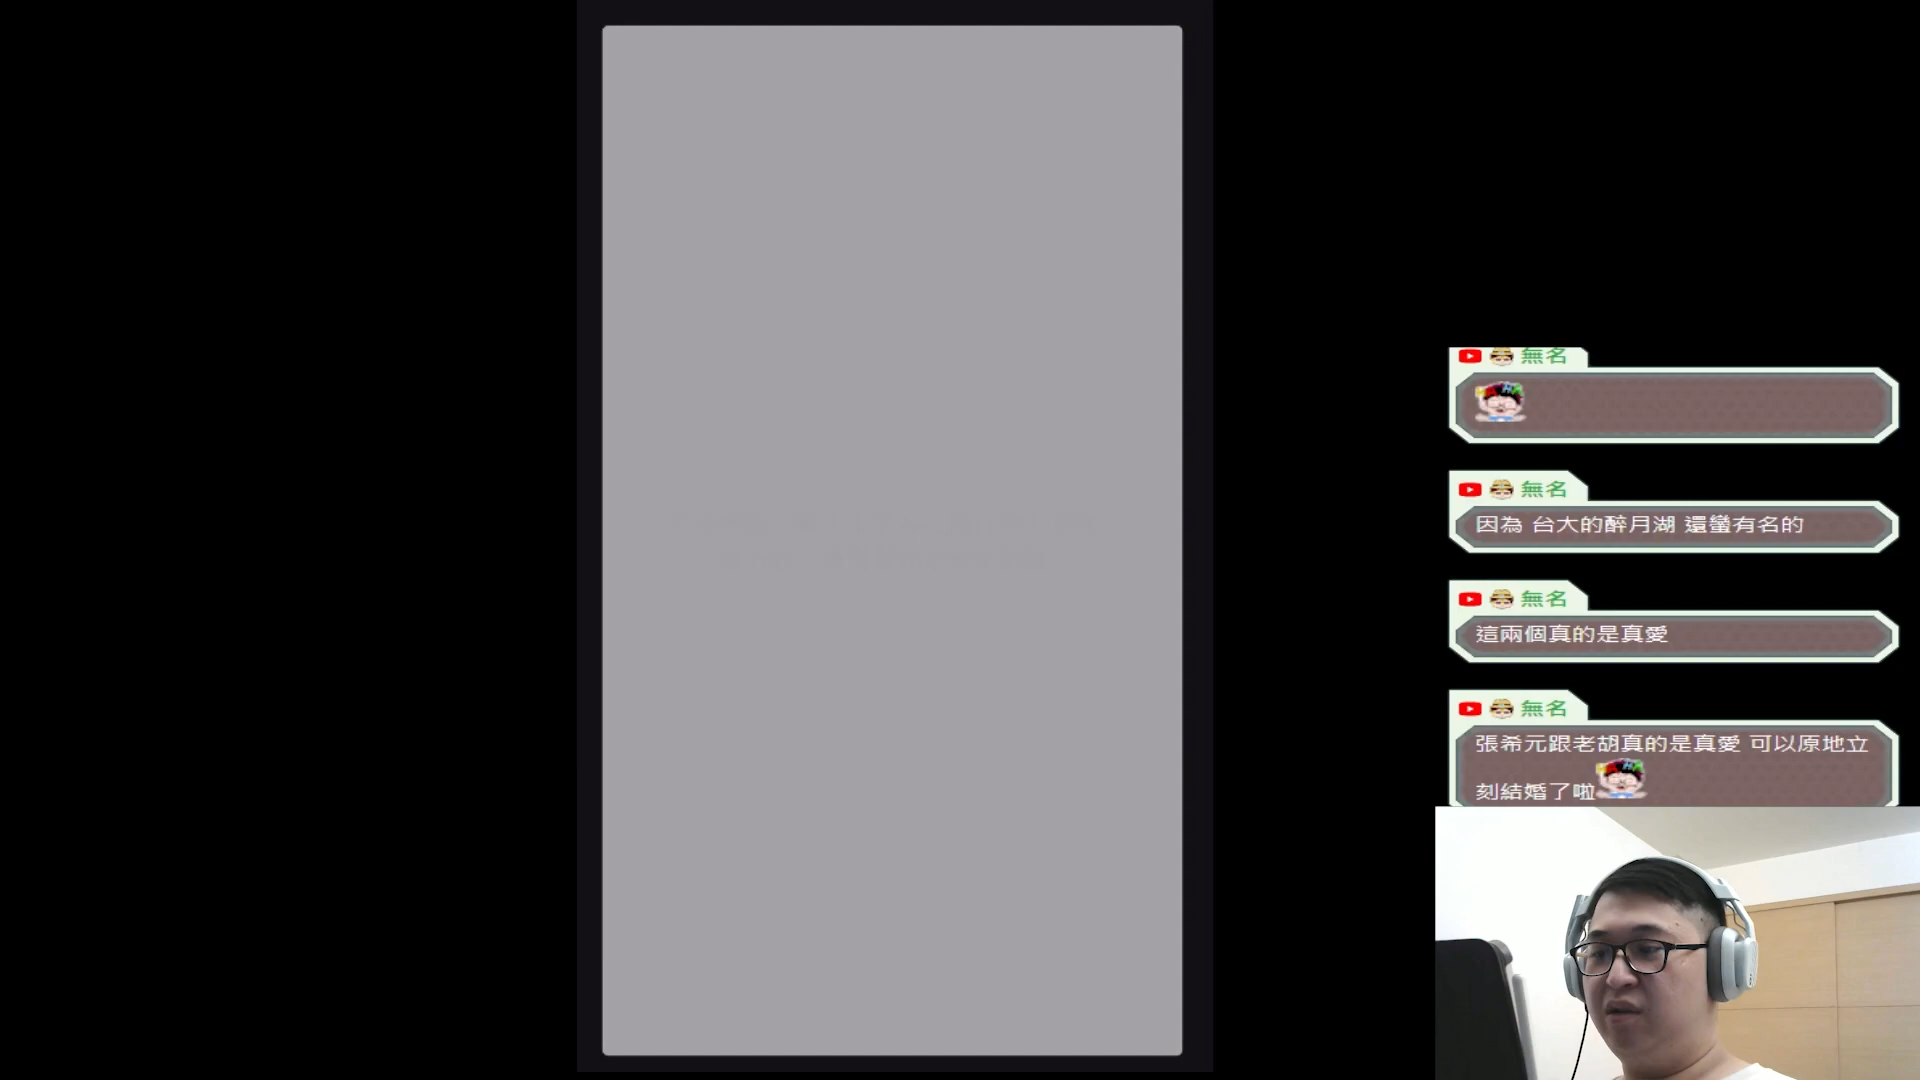 無名
無名
因為 台大的醉月湖 還蠻有名的
無名
這兩個真的是真愛
無名
張希元跟老胡真的是真愛 可以原地立
刻結婚了啦